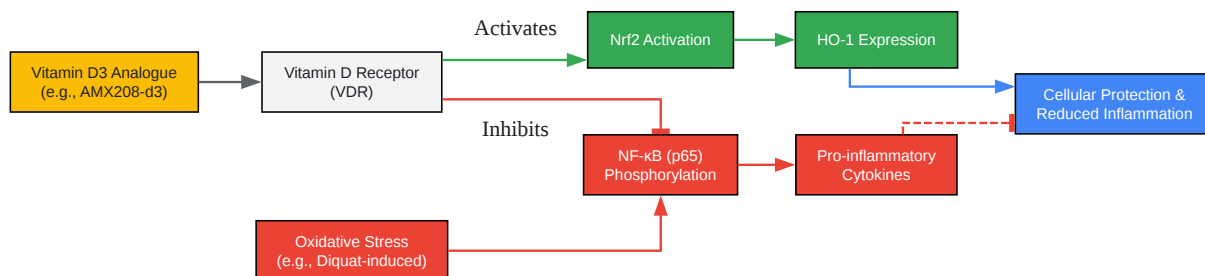 Activates
Nrf2 Activation
HO-1 Expression
Vitamin D3 Analogue
(e.g., AMX208-d3)
Vitamin D Receptor
(VDR)
Cellular Protection &
Reduced Inflammation
Inhibits
NF-κB (p65)
Phosphorylation
Pro-inflammatory
Cytokines
Oxidative Stress
(e.g., Diquat-induced)